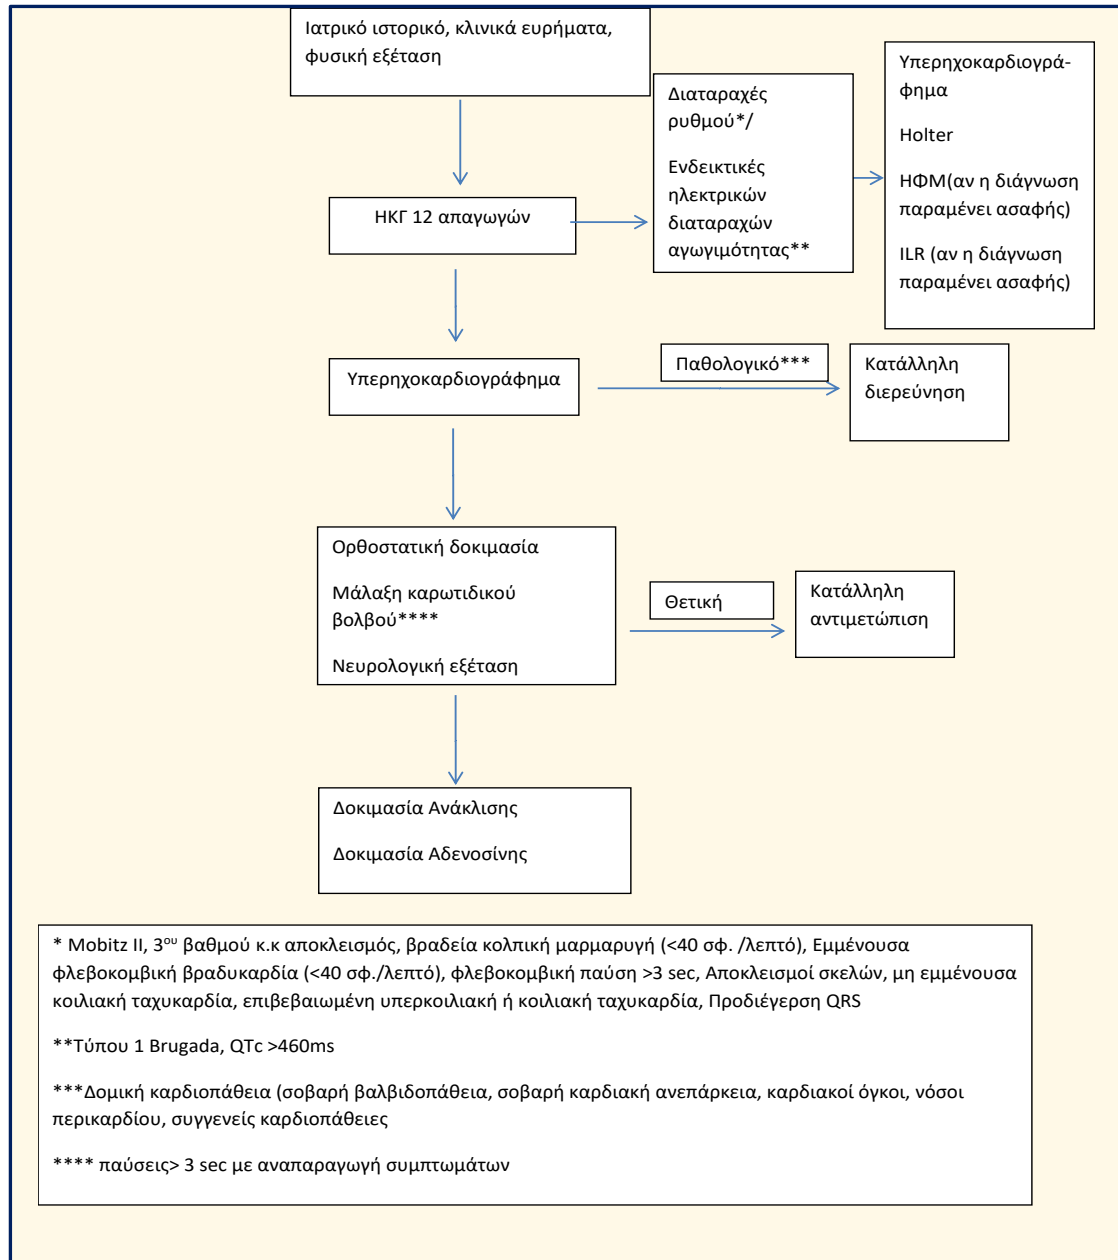 Ιατρικό ιστορικό, κλινικά ευρήματα,
φυσική εξέταση
Διαταραχές
ρυθμού*/
Ενδεικτικές
ηλεκτρικών
διαταραχών
αγωγιμότητας**
Υπερηχοκαρδιογρά-
φημα
Holter
ΗΦΜ(αν η διάγνωση
παραμένει ασαφής)
ILR (αν η διάγνωση
παραμένει ασαφής)
ΗΚΓ 12 απαγωγών
Υπερηχοκαρδιογράφημα
Παθολογικό***
Κατάλληλη
διερεύνηση
Ορθοστατική δοκιμασία
Μάλαξη καρωτιδικού
βολβού****
Νευρολογική εξέταση
Θετική
Κατάλληλη
αντιμετώπιση
Δοκιμασία Ανάκλισης
Δοκιμασία Αδενοσίνης
* Mobitz II, 3ου βαθμού κ.κ αποκλεισμός, βραδεία κολπική μαρμαρυγή (<40 σφ. /λεπτό), Εμμένουσα
φλεβοκομβική βραδυκαρδία (<40 σφ./λεπτό), φλεβοκομβική παύση >3 sec, Αποκλεισμοί σκελών, μη εμμένουσα
κοιλιακή ταχυκαρδία, επιβεβαιωμένη υπερκοιλιακή ή κοιλιακή ταχυκαρδία, Προδιέγερση QRS
**Τύπου 1 Brugada, QTc >460ms
***Δομική καρδιοπάθεια (σοβαρή βαλβιδοπάθεια, σοβαρή καρδιακή ανεπάρκεια, καρδιακοί όγκοι, νόσοι
περικαρδίου, συγγενείς καρδιοπάθειες
**** παύσεις> 3 sec με αναπαραγωγή συμπτωμάτων